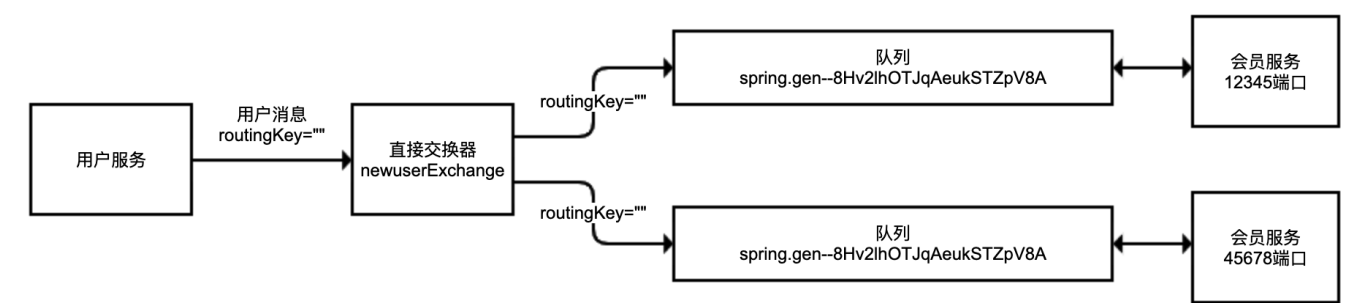 用户服务
用户消息
routingKey=""
直接交换器
newuserExchange
routingKey=""
队列
spring.gen--8Hv2lhOTJqAeukSTZpV8A
会员服务
12345端口
routingKey=""
队列
spring.gen--8Hv2lhOTJqAeukSTZpV8A
会员服务
45678端口